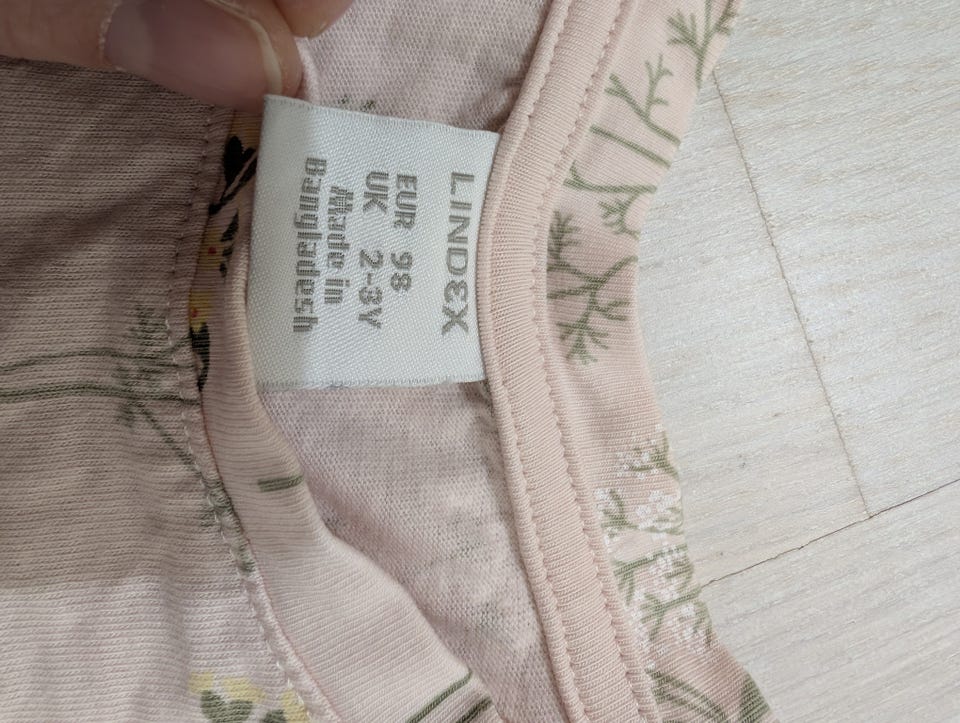 LINDEX
EUR 98
UK 2-3Y
Made in
Bangladesh